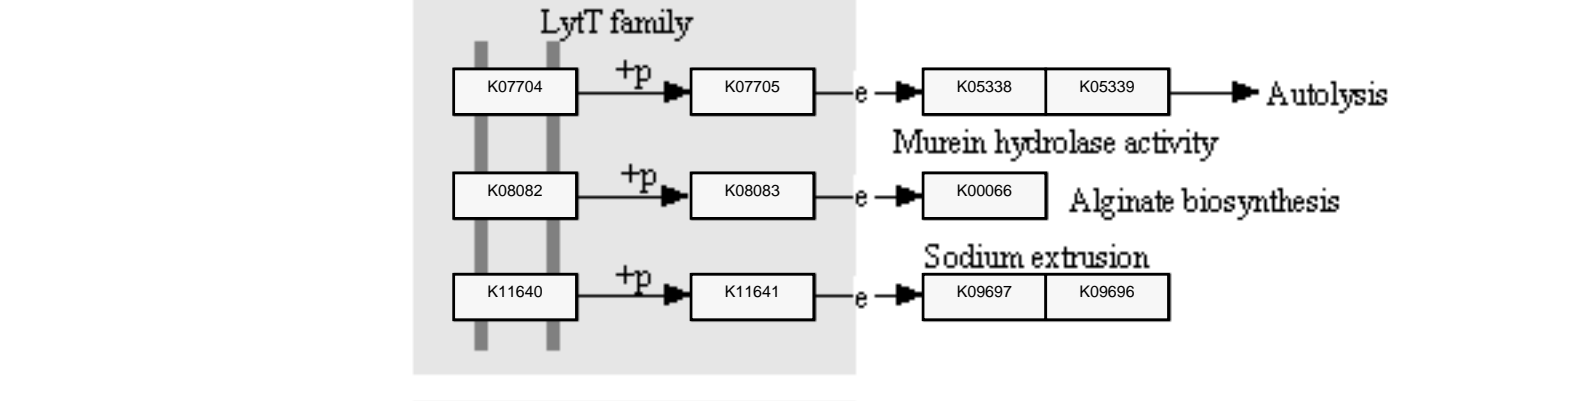 LytT family
+p
K07704 K07705 e K05338 K05339 Autolysis
Murein hydrolase activity
+p
K08082 K08083 e K00066 Alginate biosynthesis
Sodium extrusion
+p
K11640 K11641 e K09697 K09696